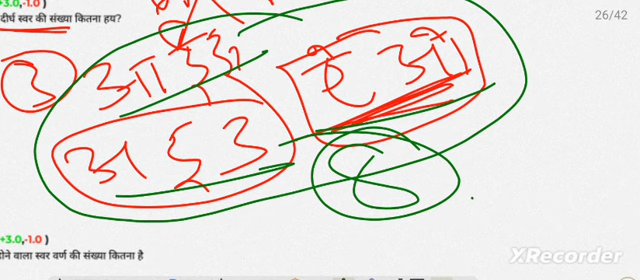 +3.0,-1.0 )
26/42
दीर्घ स्वर की संख्या कितना हय?
3 आ ई ऊ ऐ औ
अ इ उ 8
+3.0,-1.0 )
होने वाला स्वर वर्ण की संख्या कितना है
XRecorder